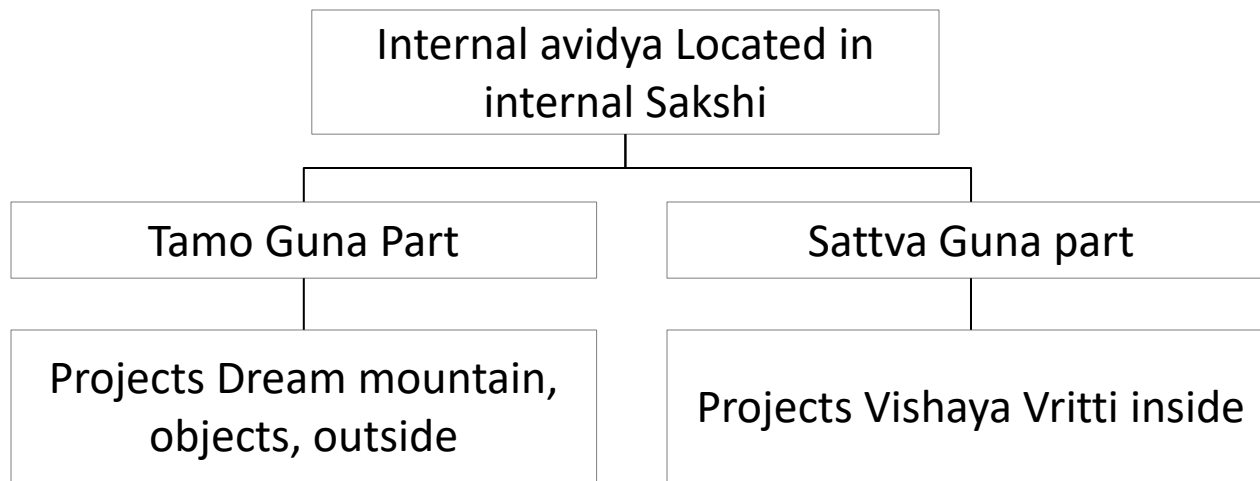 Internal avidya Located in
internal Sakshi
Tamo Guna Part
Sattva Guna part
Projects Dream mountain,
objects, outside
Projects Vishaya Vritti inside